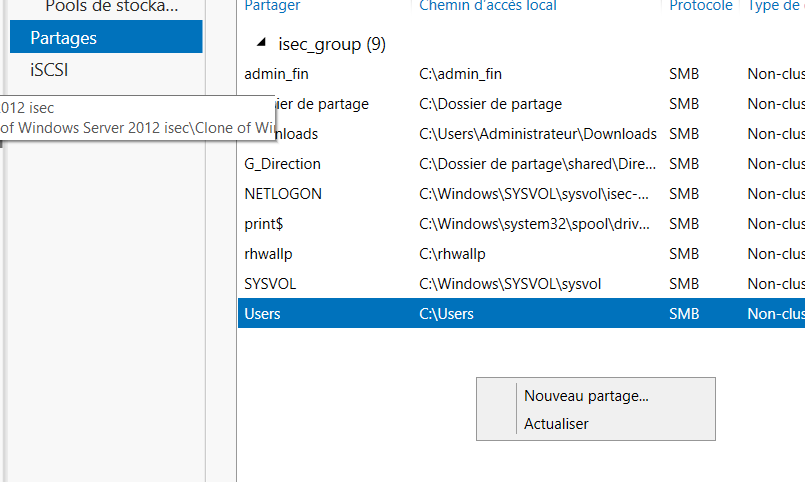 Pools de stocka...
Partages
iSCSI
2012 isec
of Windows Server 2012 isec\Clone of Wi
Partager Chemin d'accès local Protocole Type de
isec_group (9)
admin_fin C:\admin_fin SMB Non-clus
ier de partage C:\Dossier de partage SMB Non-clus
nloads C:\Users\Administrateur\Downloads SMB Non-clus
G_Direction C:\Dossier de partage\shared\Dire... SMB Non-clus
NETLOGON C:\Windows\SYSVOL\sysvol\isec-... SMB Non-clus
print$ C:\Windows\system32\spool\driv... SMB Non-clus
rhwallp C:\rhwallp SMB Non-clus
SYSVOL C:\Windows\SYSVOL\sysvol SMB Non-clus
Users C:\Users SMB Non-clus
Nouveau partage...
Actualiser